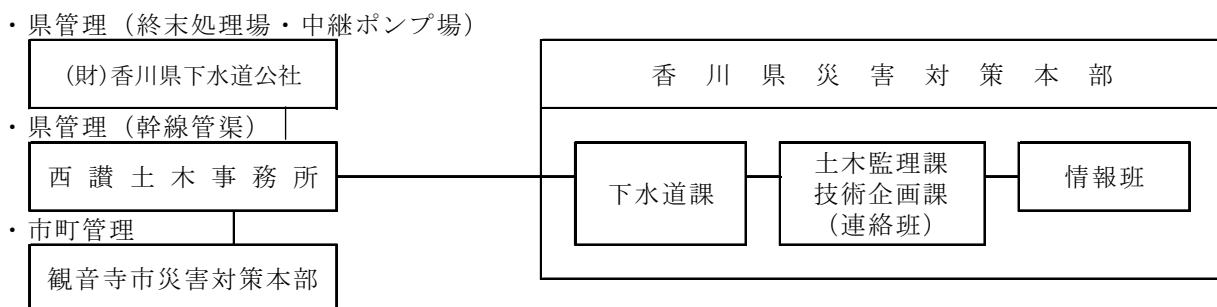 ・県管理（終末処理場・中継ポンプ場）
(財)香川県下水道公社
・県管理（幹線管渠）
西讃土木事務所
・市町管理
観音寺市災害対策本部
香川県災害対策本部
下水道課
土木監理課
技術企画課
（連絡班）
情報班